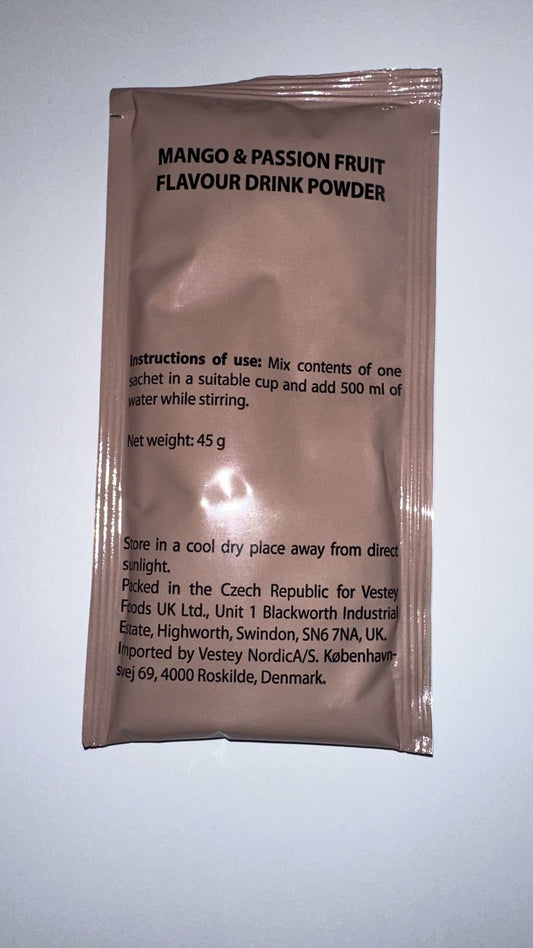 MANGO & PASSION FRUIT
FLAVOUR DRINK POWDER
Instructions of use: Mix contents of one
sachet in a suitable cup and add 500 ml of
water while stirring.
Net weight: 45 g
Store in a cool dry place away from direct
sunlight.
Packed in the Czech Republic for Vestey
Foods UK Ltd., Unit 1 Blackworth Industrial
Estate, Highworth, Swindon, SN6 7NA, UK.
Imported by Vestey NordicA/S. København-
svej 69, 4000 Roskilde, Denmark.